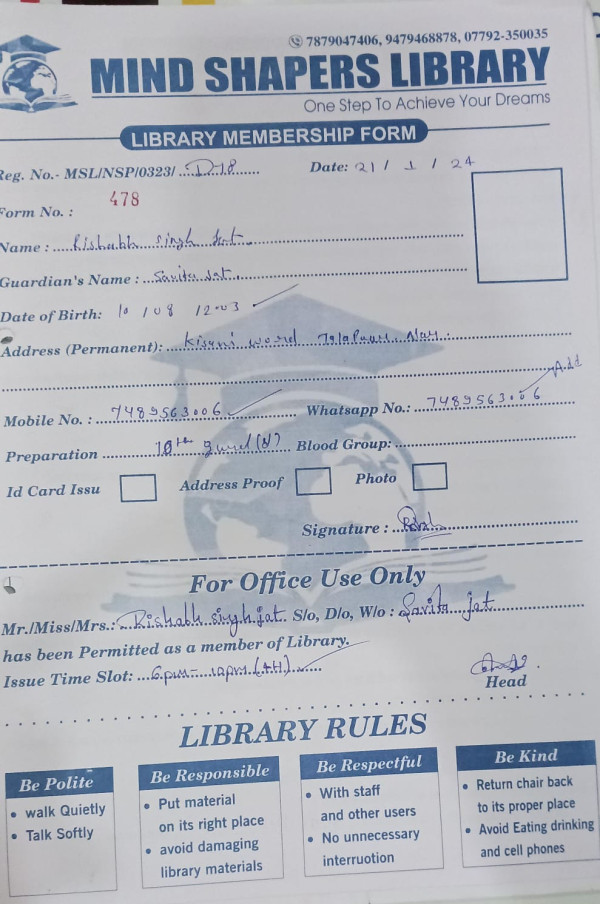 7879047406, 9479468878, 07792-350035
MIND SHAPERS LIBRARY
One Step To Achieve Your Dreams
LIBRARY MEMBERSHIP FORM
Reg. No.- MSL/NSP/0323/ D-18 Date: 21 / 1 / 24
Form No. : 478
Name : Rishabh singh Jat
Guardian's Name : Savita Jat
Date of Birth: 10 / 08 / 2003
Address (Permanent): Kisani word
Mobile No. : 7489563006 Whatsapp No.: 7489563006 Add
Preparation Blood Group:
Id Card Issu Address Proof Photo
Signature :
For Office Use Only
Mr./Miss/Mrs.: Rishabh singh jat. S/o, D/o, W/o : Savita jat
has been Permitted as a member of Library.
Issue Time Slot: 6pm - 10pm (4H)
Head
LIBRARY RULES
Be Polite
• walk Quietly
• Talk Softly
Be Responsible
• Put material
on its right place
• avoid damaging
library materials
Be Respectful
• With staff
and other users
• No unnecessary
interruotion
Be Kind
• Return chair back
to its proper place
• Avoid Eating drinking
and cell phones